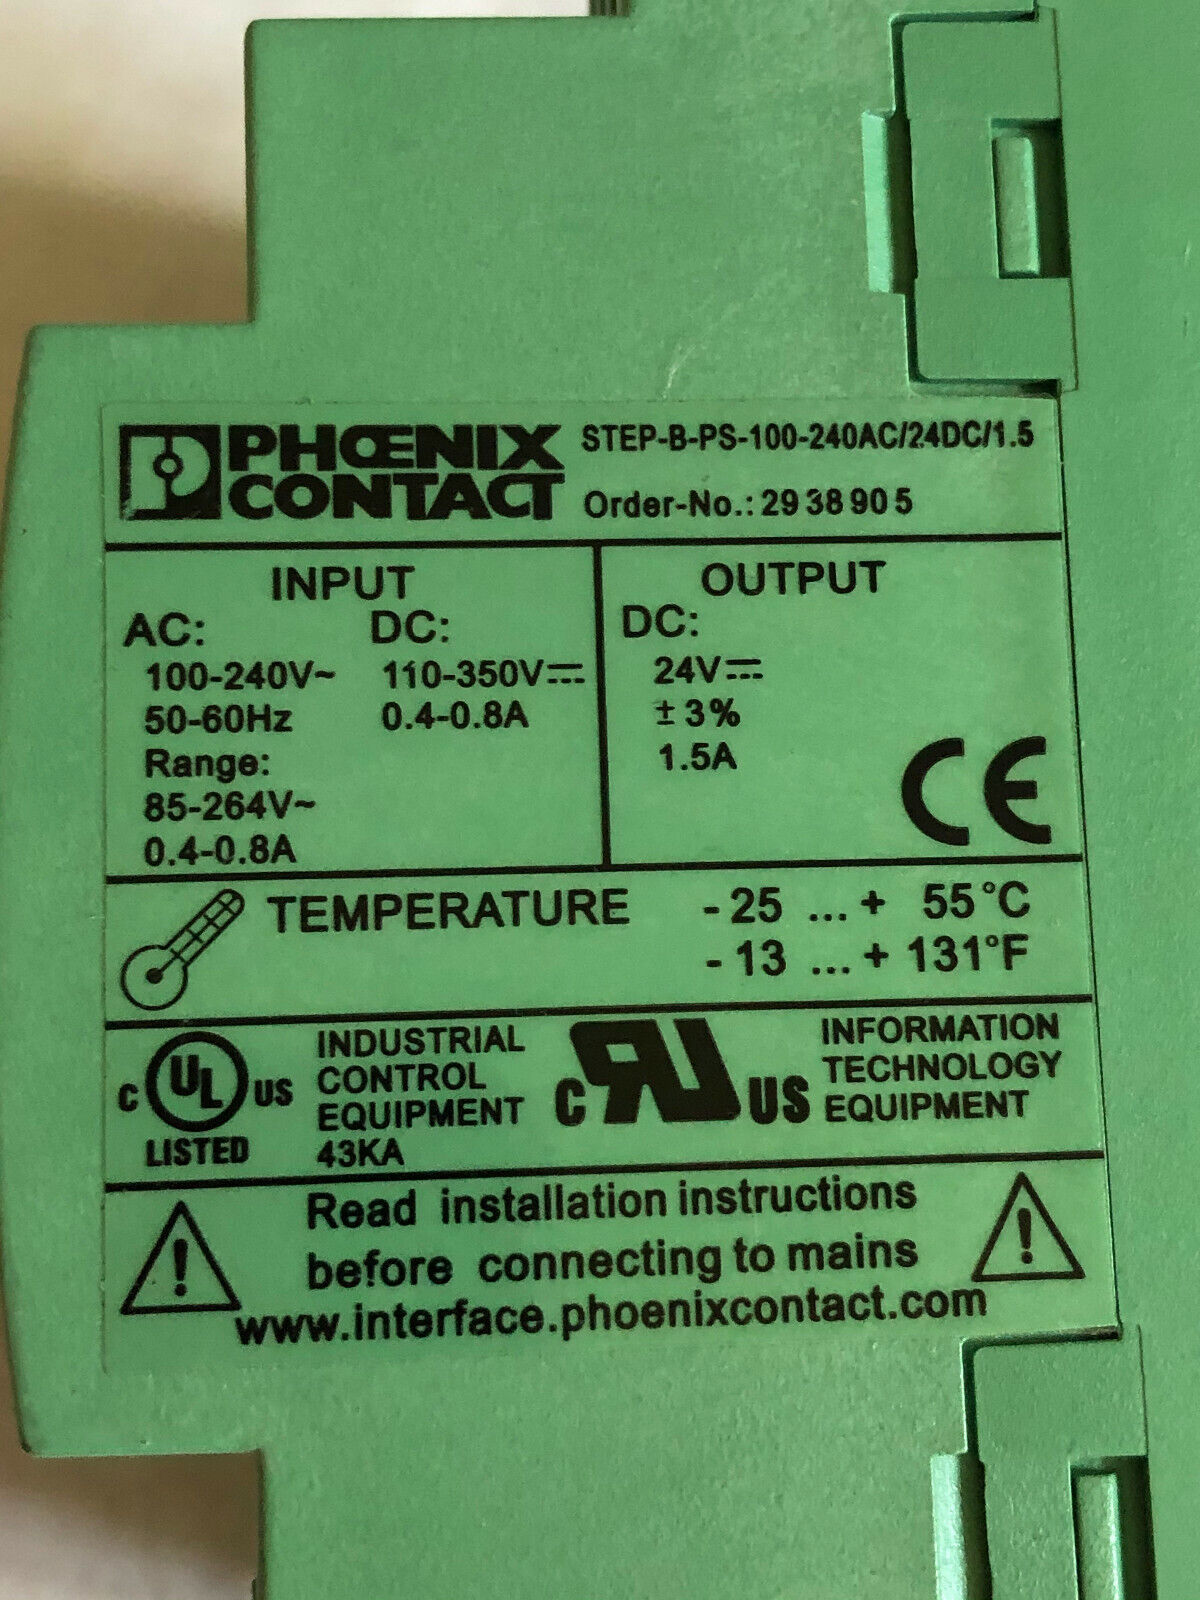 PHŒNIX
CONTACT
STEP-B-PS-100-240AC/24DC/1.5
Order-No.: 29 38 90 5
INPUT
AC:
100-240V~
50-60Hz
Range:
85-264V~
0.4-0.8A
DC:
110-350V⎓
0.4-0.8A
OUTPUT
DC:
24V⎓
± 3%
1.5A
CE
TEMPERATURE
- 25 ... + 55°C
- 13 ... + 131°F
C UL US
LISTED
INDUSTRIAL
CONTROL
EQUIPMENT
43KA
C RU US
INFORMATION
TECHNOLOGY
EQUIPMENT
! Read installation instructions !
before connecting to mains
www.interface.phoenixcontact.com